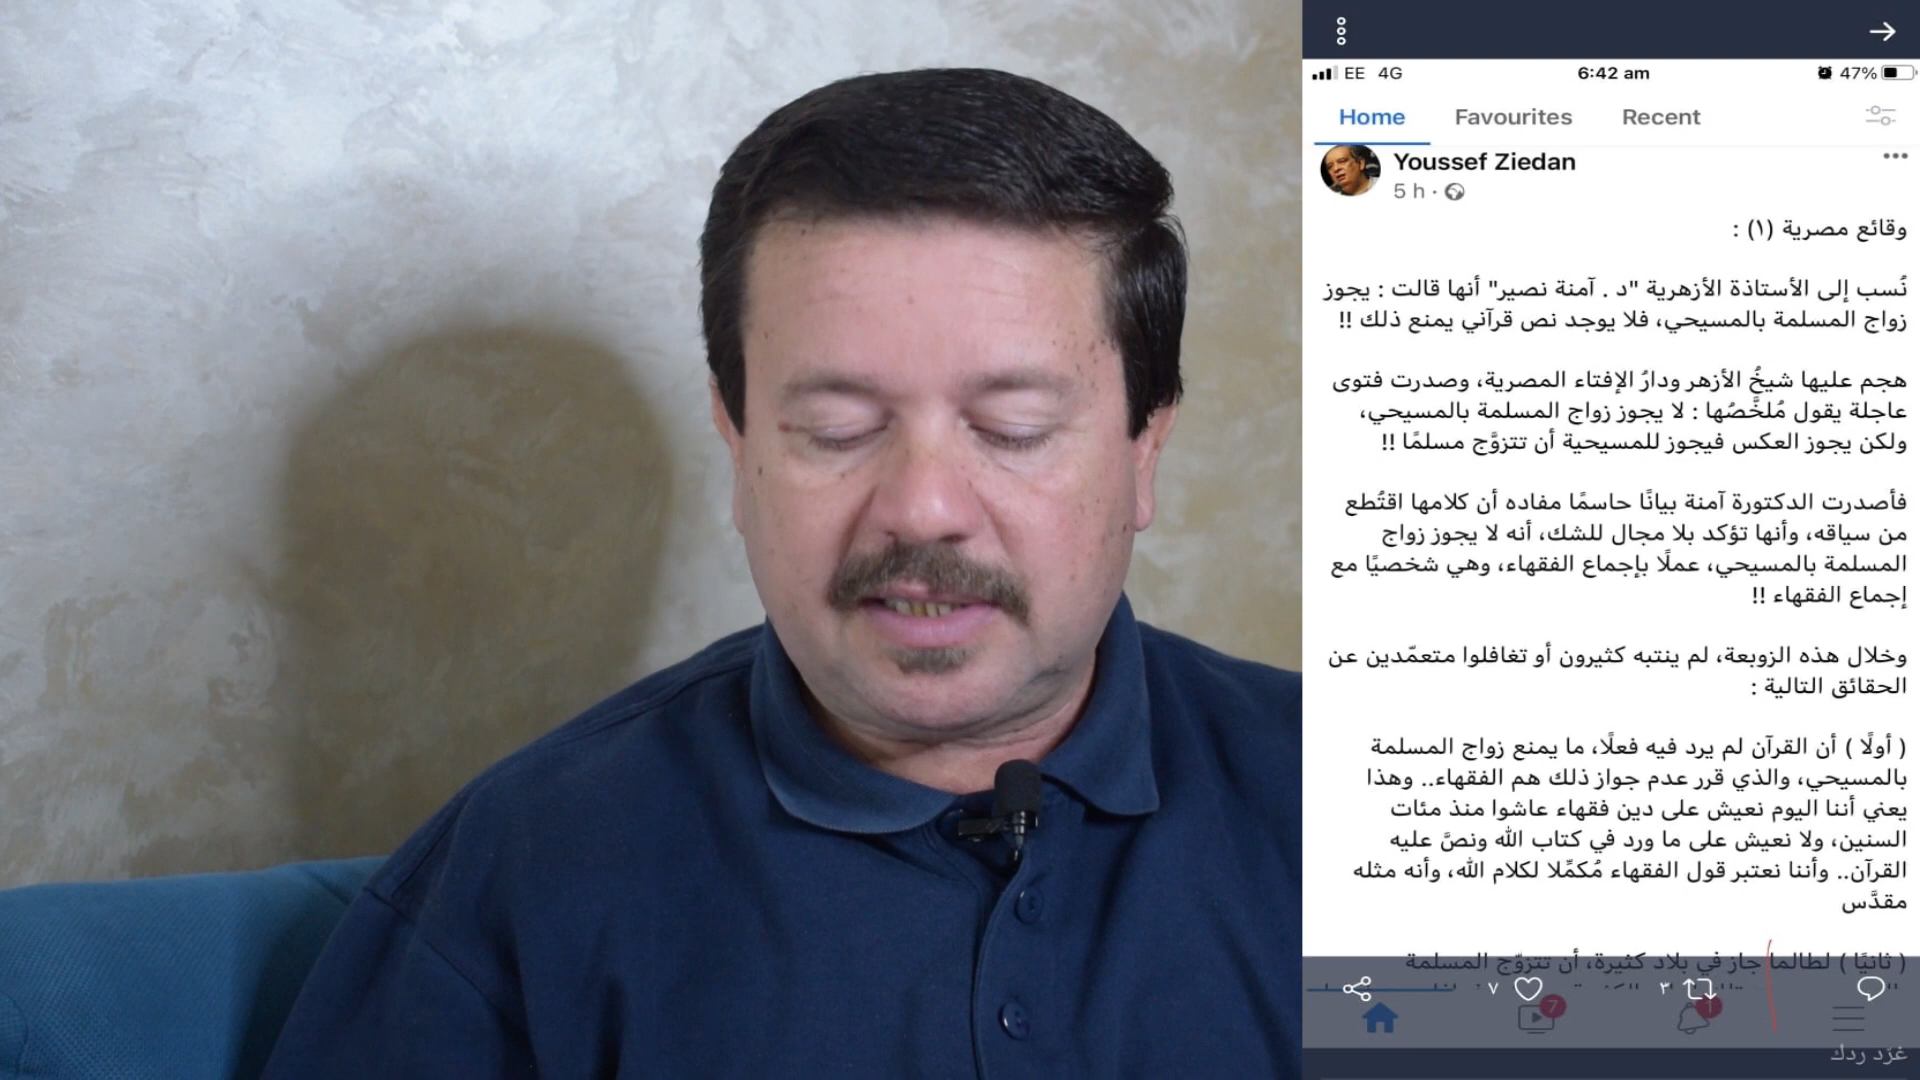 EE 4G 6:42 am 47%
Home Favourites Recent
Youssef Ziedan
5 h
وقائع مصرية (١) :
نُسب إلى الأستاذة الأزهرية "د . آمنة نصير" أنها قالت : يجوز
زواج المسلمة بالمسيحي، فلا يوجد نص قرآني يمنع ذلك !!
هجم عليها شيخُ الأزهر ودارُ الإفتاء المصرية، وصدرت فتوى
عاجلة يقول مُلخَّصُها : لا يجوز زواج المسلمة بالمسيحي،
ولكن يجوز العكس فيجوز للمسيحية أن تتزوَّج مسلمًا !!
فأصدرت الدكتورة آمنة بيانًا حاسمًا مفاده أن كلامها اقتُطع
من سياقه، وأنها تؤكد بلا مجال للشك، أنه لا يجوز زواج
المسلمة بالمسيحي، عملًا بإجماع الفقهاء، وهي شخصيًا مع
إجماع الفقهاء !!
وخلال هذه الزوبعة، لم ينتبه كثيرون أو تغافلوا متعمّدين عن
الحقائق التالية :
( أولًا ) أن القرآن لم يرد فيه فعلًا، ما يمنع زواج المسلمة
بالمسيحي، والذي قرر عدم جواز ذلك هم الفقهاء.. وهذا
يعني أننا اليوم نعيش على دين فقهاء عاشوا منذ مئات
السنين، ولا نعيش على ما ورد في كتاب الله ونصَّ عليه
القرآن.. وأننا نعتبر قول الفقهاء مُكمِّلا لكلام الله، وأنه مثله
مقدَّس
( ثانيًا ) لطالما جاز في بلاد كثيرة، أن تتزوّج المسلمة
٣ ٧
7 1
غرّد ردك